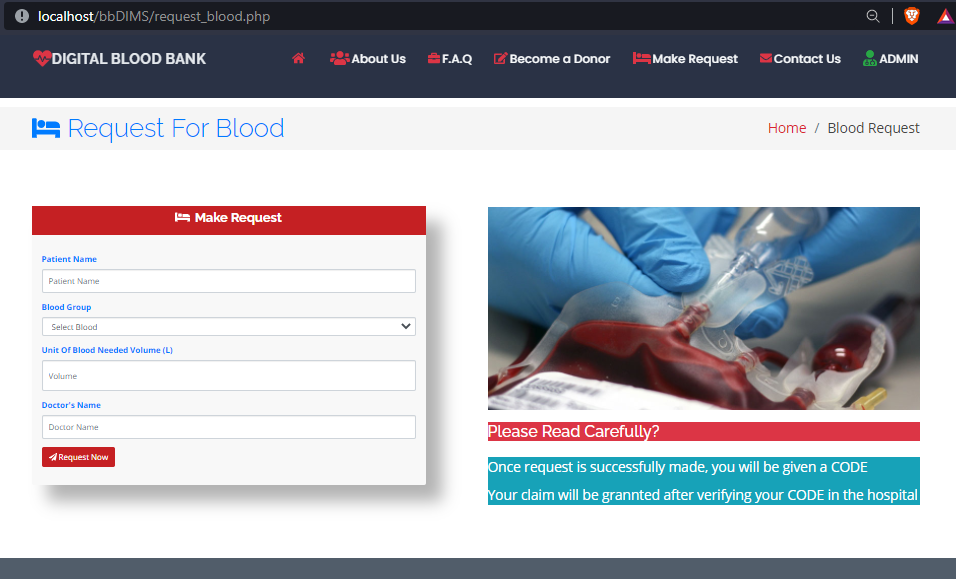 localhost/bbDIMS/request_blood.php
DIGITAL BLOOD BANK About Us F.A.Q Become a Donor Make Request Contact Us ADMIN
Request For Blood
Home / Blood Request
Make Request
Patient Name
Patient Name
Blood Group
Select Blood
Unit Of Blood Needed Volume (L)
Volume
Doctor's Name
Doctor Name
Request Now
Please Read Carefully?
Once request is successfully made, you will be given a CODE
Your claim will be grannted after verifying your CODE in the hospital